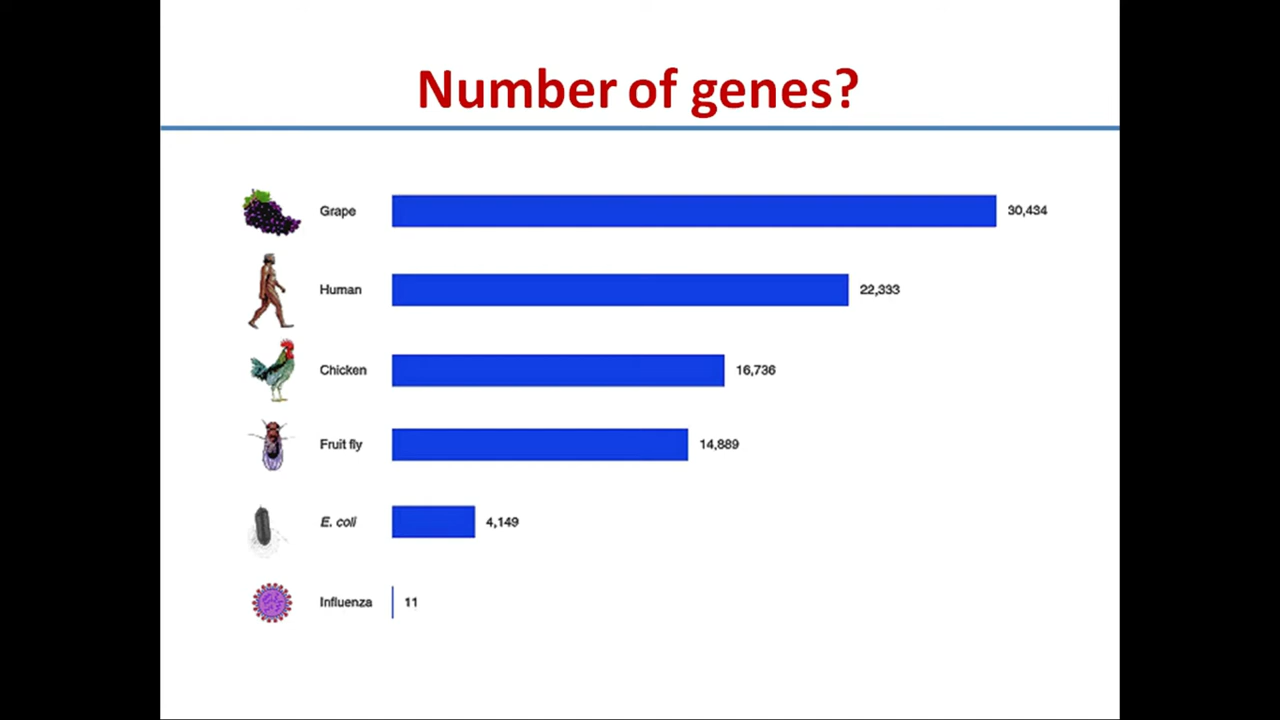 Number of genes?
Grape 30,434
Human 22,333
Chicken 16,736
Fruit fly 14,889
E. coli 4,149
Influenza 11